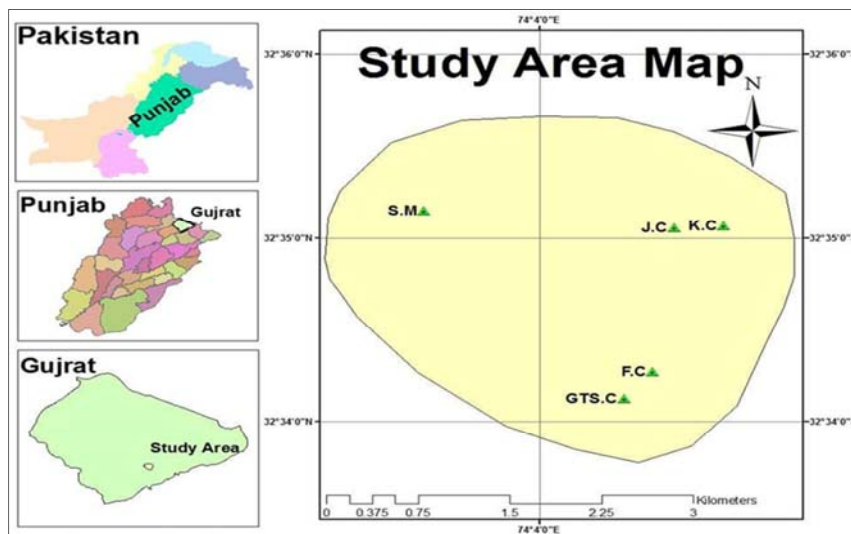 Pakistan
Punjab
Punjab
Gujrat
Gujrat
Study Area
74°4'0"E
Study Area Map
N
32°36'0"N
32°36'0"N
S.M
J.C
K.C
32°35'0"N
32°35'0"N
F.C
GTS.C
32°34'0"N
32°34'0"N
Kilometers
0 0.375 0.75 1.5 2.25 3
74°4'0"E